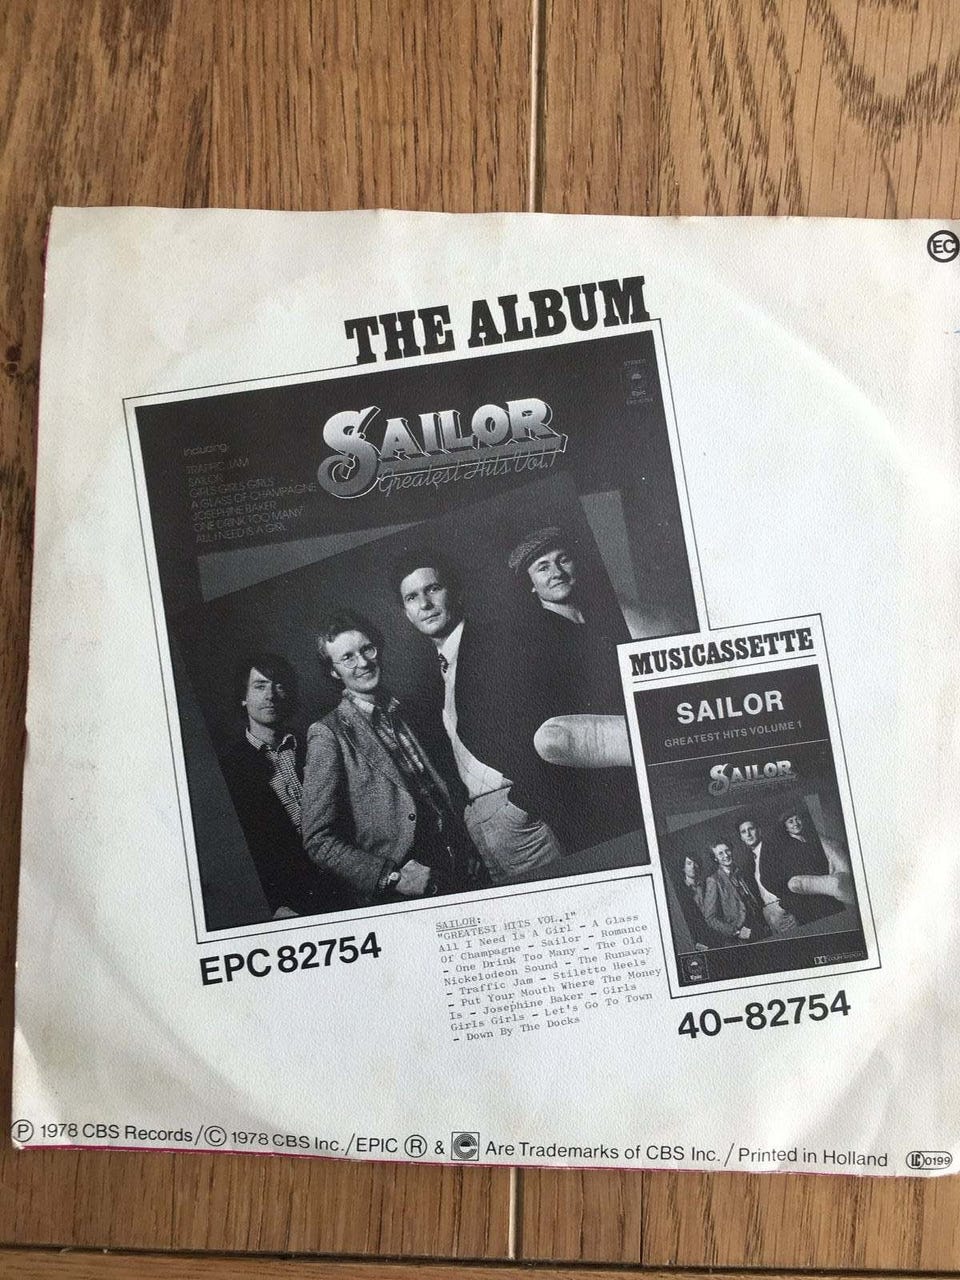 EC
THE ALBUM
STEREO
Epic
EPC 82754
SAILOR
Greatest Hits Vol.1
including:
TRAFFIC JAM
SAILOR
GIRLS GIRLS GIRLS
A GLASS OF CHAMPAGNE
JOSEPHINE BAKER
ONE DRINK TOO MANY
ALL I NEED IS A GIRL
MUSICASSETTE
SAILOR
GREATEST HITS VOLUME 1
SAILOR
Epic
EPC 82754
SAILOR:
"GREATEST HITS VOL.1"
All I Need Is A Girl - A Glass
Of Champagne - Sailor - Romance
- One Drink Too Many - The Old
Nickelodeon Sound - The Runaway
- Traffic Jam - Stiletto Heels
- Put Your Mouth Where The Money
Is - Josephine Baker - Girls
Girls Girls - Let's Go To Town
- Down By The Docks
40-82754
Ⓟ 1978 CBS Records/Ⓒ 1978 CBS Inc./EPIC Ⓡ & Are Trademarks of CBS Inc./Printed in Holland LC 0199